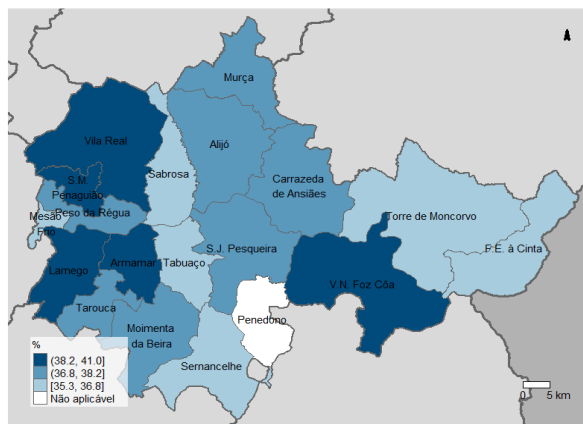 Murça
Vila Real
Alijó
S.M.
Penaguião
Sabrosa
Carrazeda
de Ansiães
Mesão
Frio
Peso da Régua
Torre de Moncorvo
F.E. à Cinta
Lamego
Armamar
Tabuaço
S.J. Pesqueira
V.N. Foz Côa
Tarouca
Moimenta
da Beira
Penedono
Sernancelhe
%
(38.2, 41.0]
(36.8, 38.2]
[35.3, 36.8]
Não aplicável
0 5 km